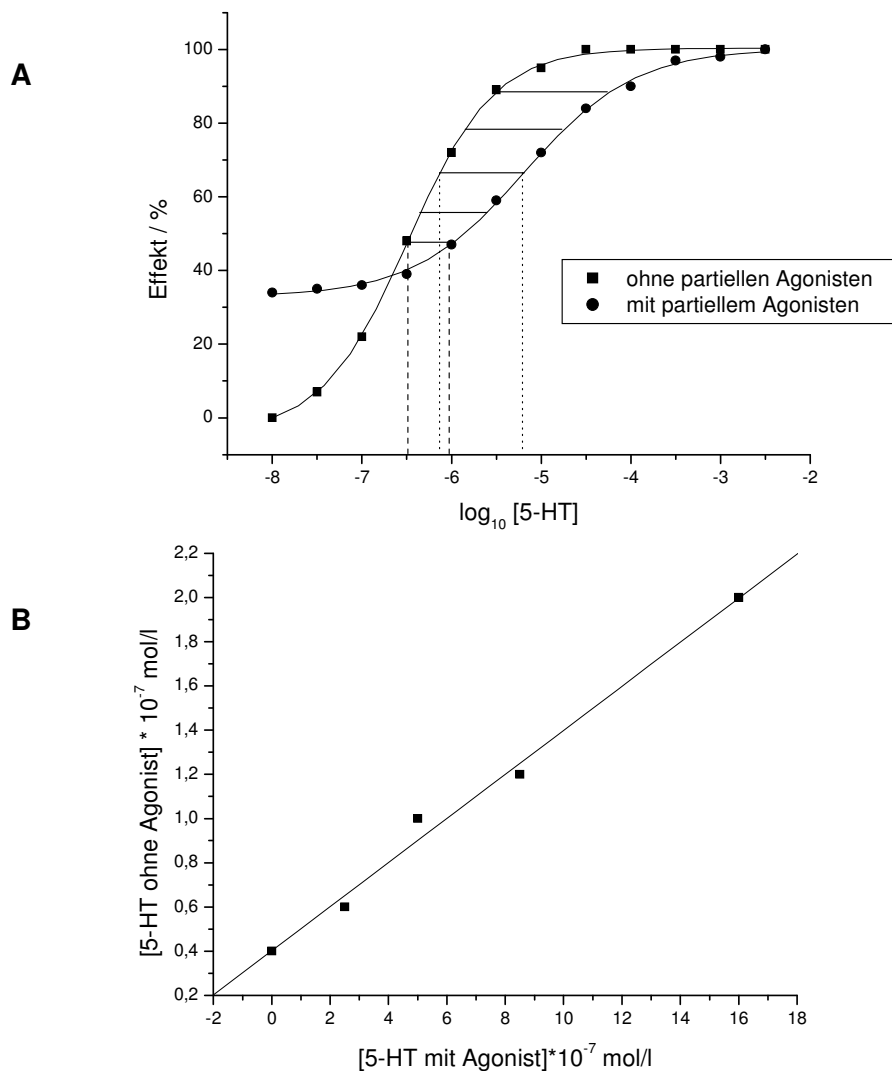 A
100
80
60
40
20
0
Effekt / %
-8 -7 -6 -5 -4 -3 -2
log₁₀ [5-HT]
ohne partiellen Agonisten
mit partiellem Agonisten
B
2,2
2,0
1,8
1,6
1,4
1,2
1,0
0,8
0,6
0,4
0,2
[5-HT ohne Agonist] * 10⁻⁷ mol/l
-2 0 2 4 6 8 10 12 14 16 18
[5-HT mit Agonist]*10⁻⁷ mol/l